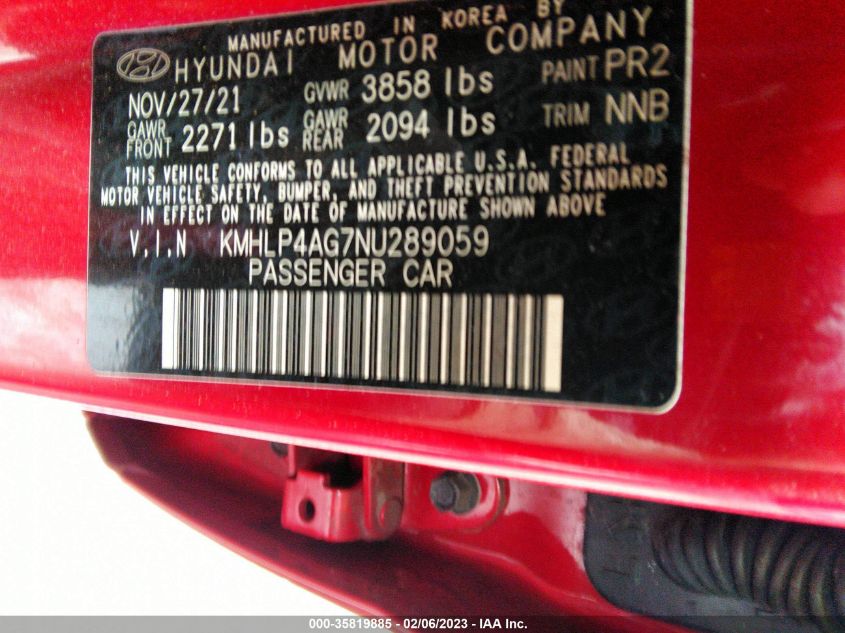 MANUFACTURED IN KOREA BY
HYUNDAI MOTOR COMPANY
NOV/27/21 GVWR 3858 lbs PAINT PR2
GAWR FRONT 2271 lbs GAWR REAR 2094 lbs TRIM NNB
THIS VEHICLE CONFORMS TO ALL APPLICABLE U.S.A. FEDERAL
MOTOR VEHICLE SAFETY, BUMPER, AND THEFT PREVENTION STANDARDS
IN EFFECT ON THE DATE OF MANUFACTURE SHOWN ABOVE
V.I.N KMHLP4AG7NU289059
PASSENGER CAR
000-35819885 - 02/06/2023 - IAA Inc.